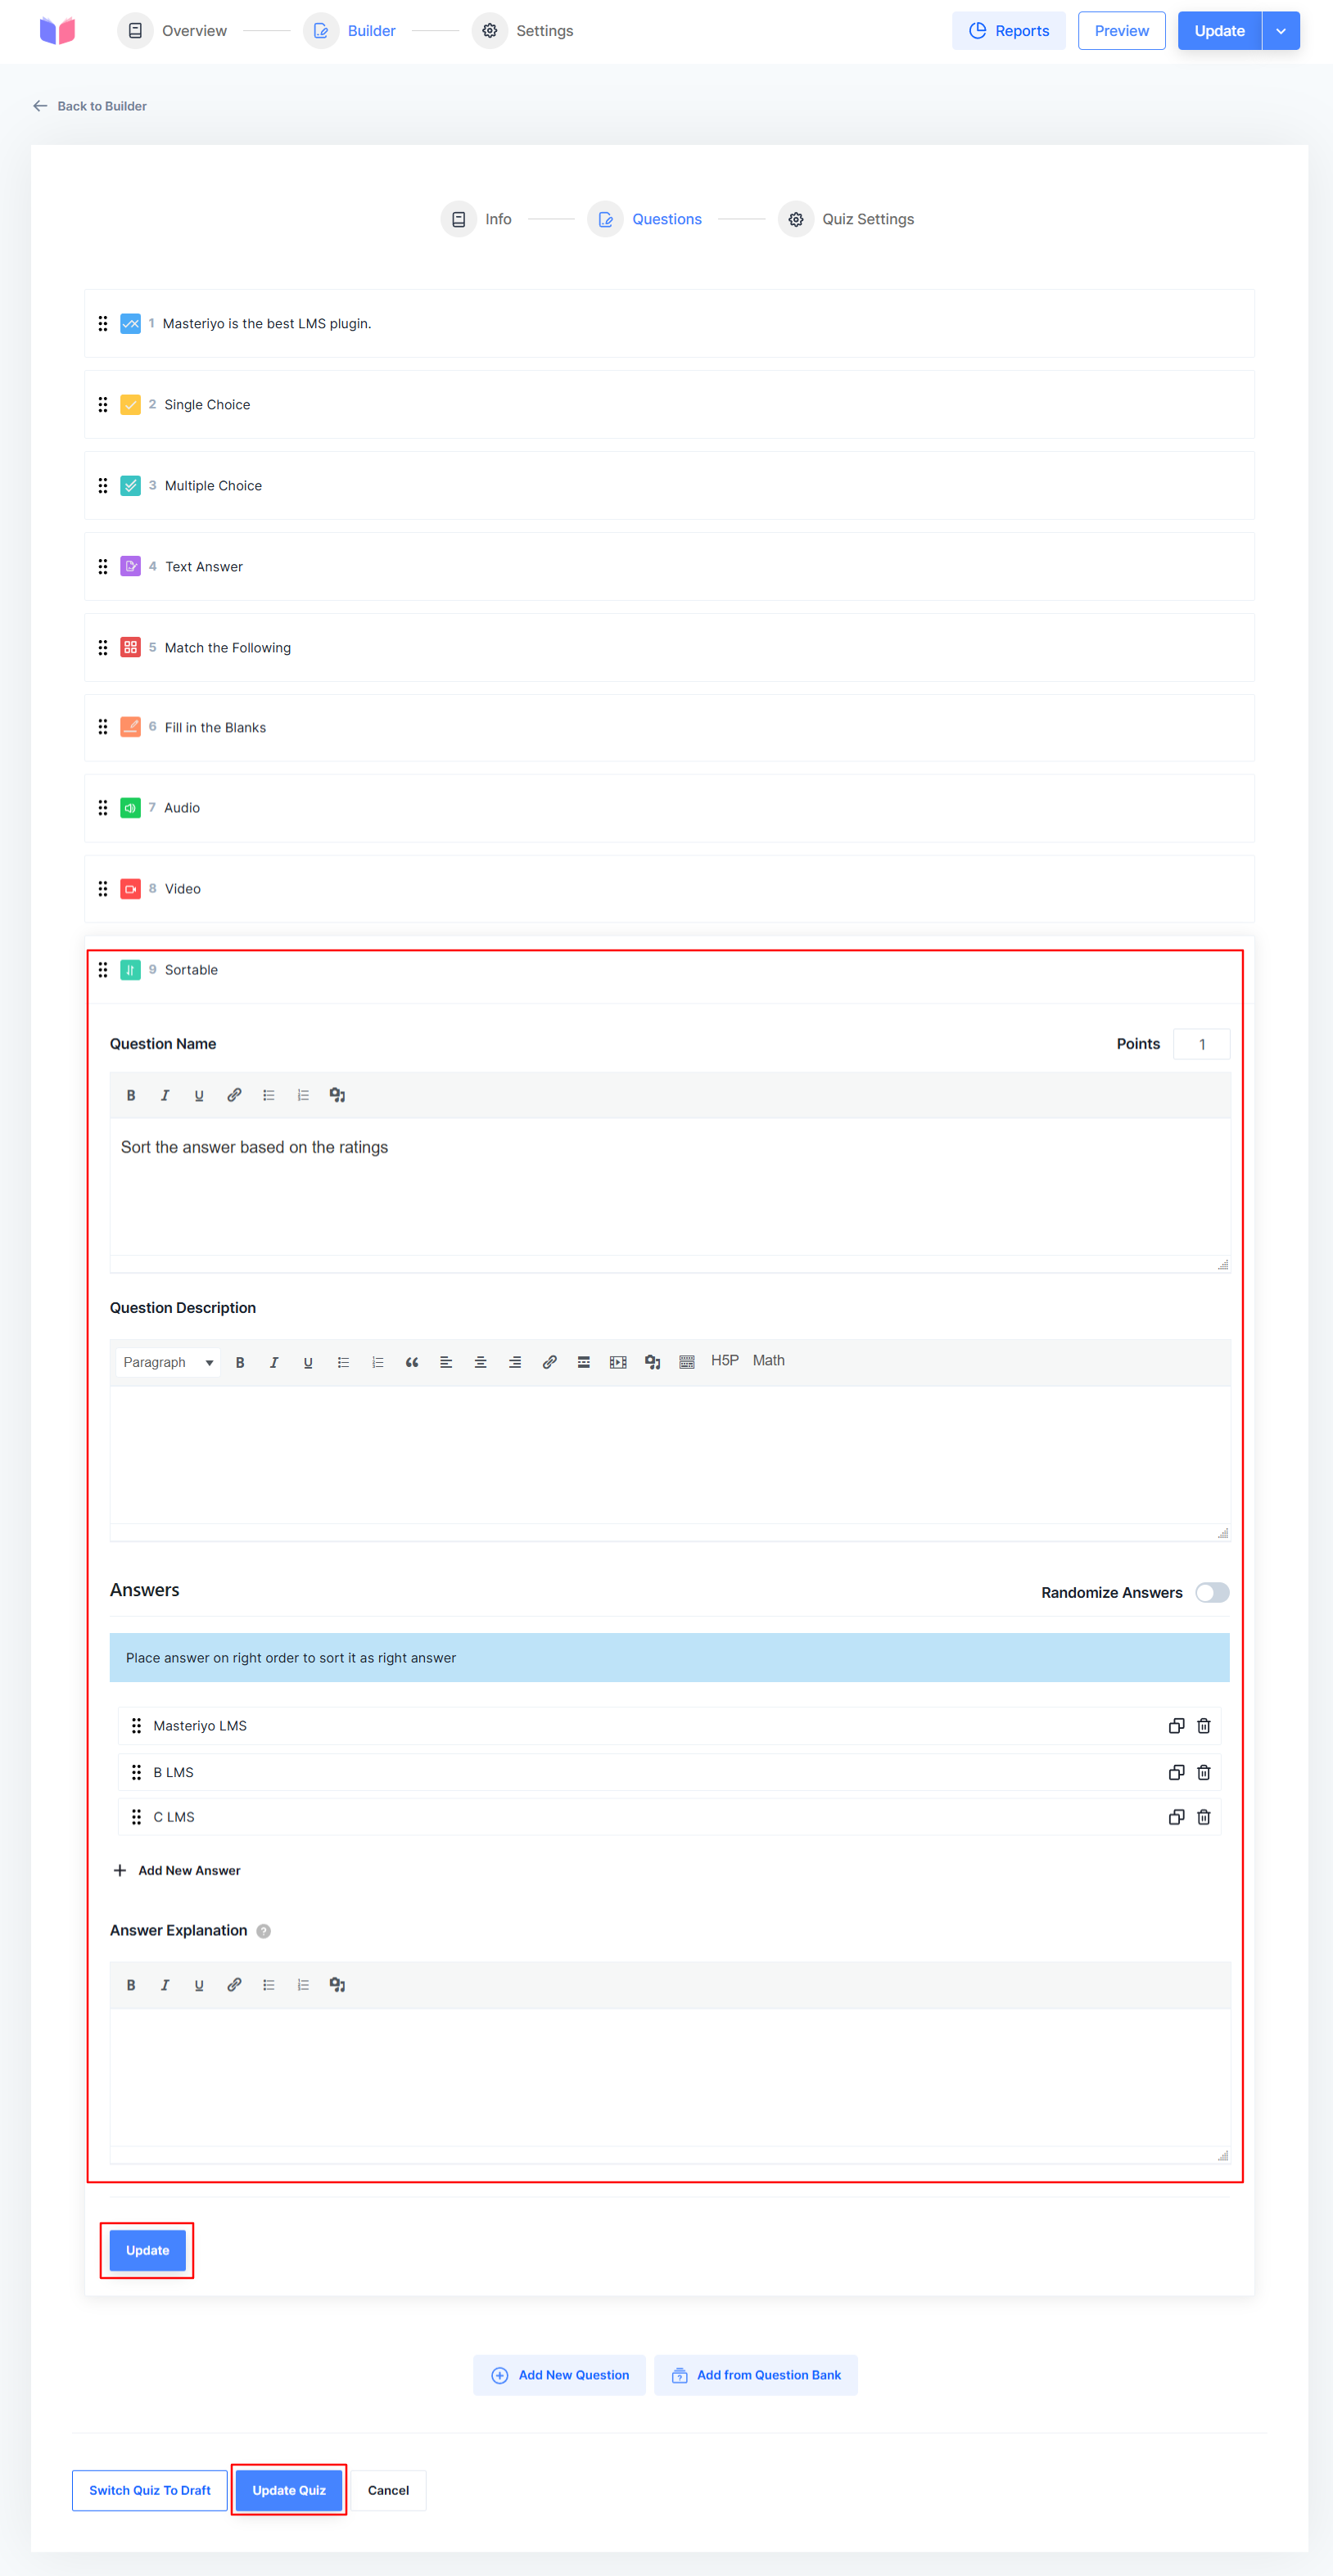 Overview Builder Settings Reports Preview Update
Back to Builder
Info Questions Quiz Settings
1 Masteriyo is the best LMS plugin.
2 Single Choice
3 Multiple Choice
4 Text Answer
5 Match the Following
6 Fill in the Blanks
7 Audio
8 Video
9 Sortable
Question Name Points 1
B I U
Sort the answer based on the ratings
Question Description
Paragraph B I U H5P Math
Answers Randomize Answers
Place answer on right order to sort it as right answer
Masteriyo LMS
B LMS
C LMS
Add New Answer
Answer Explanation ?
B I U
Update
Add New Question Add from Question Bank
Switch Quiz To Draft Update Quiz Cancel